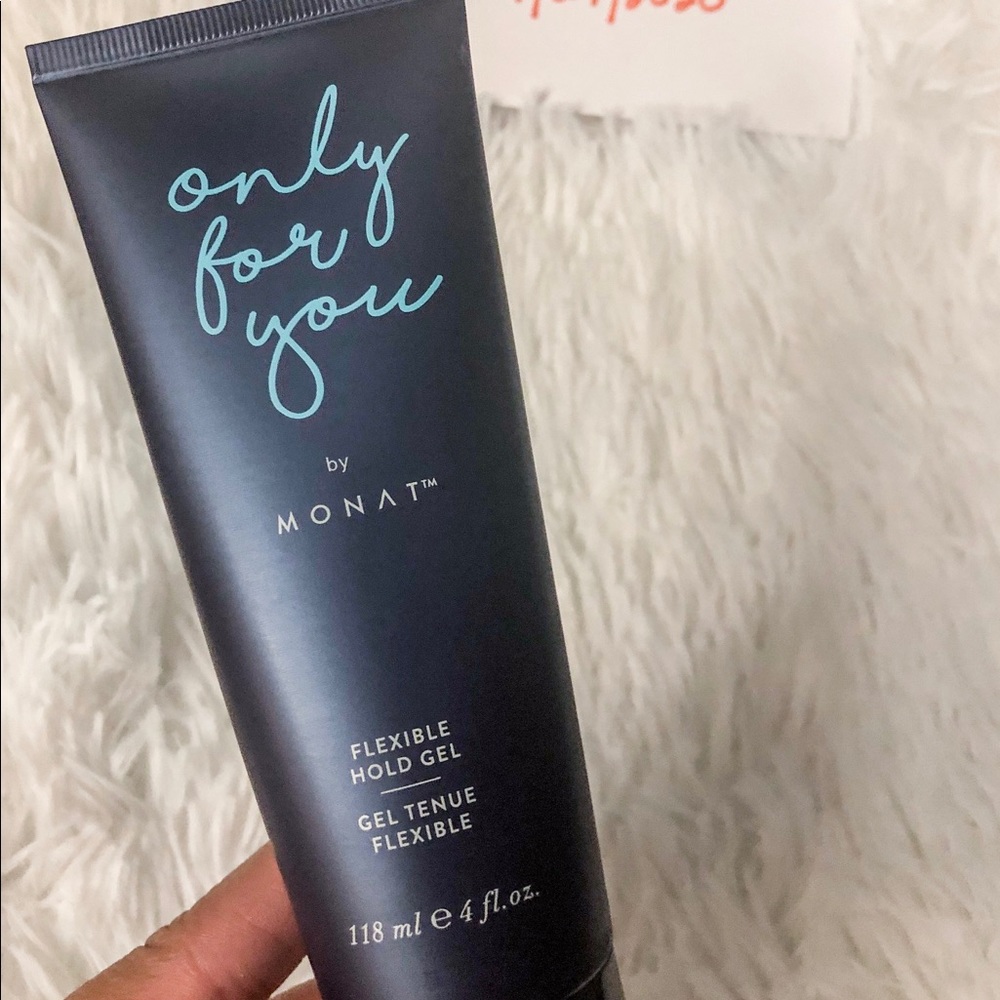 only
for
you
by
MONAT™
FLEXIBLE
HOLD GEL
GEL TENUE
FLEXIBLE
118 ml e 4 fl.oz.